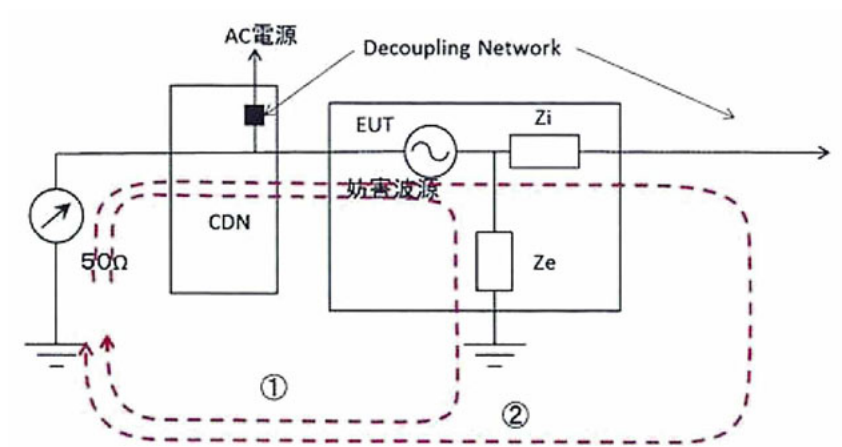 AC電源
Decoupling Network
EUT
Zi
妨害波源
CDN
50Ω
Ze
①
②